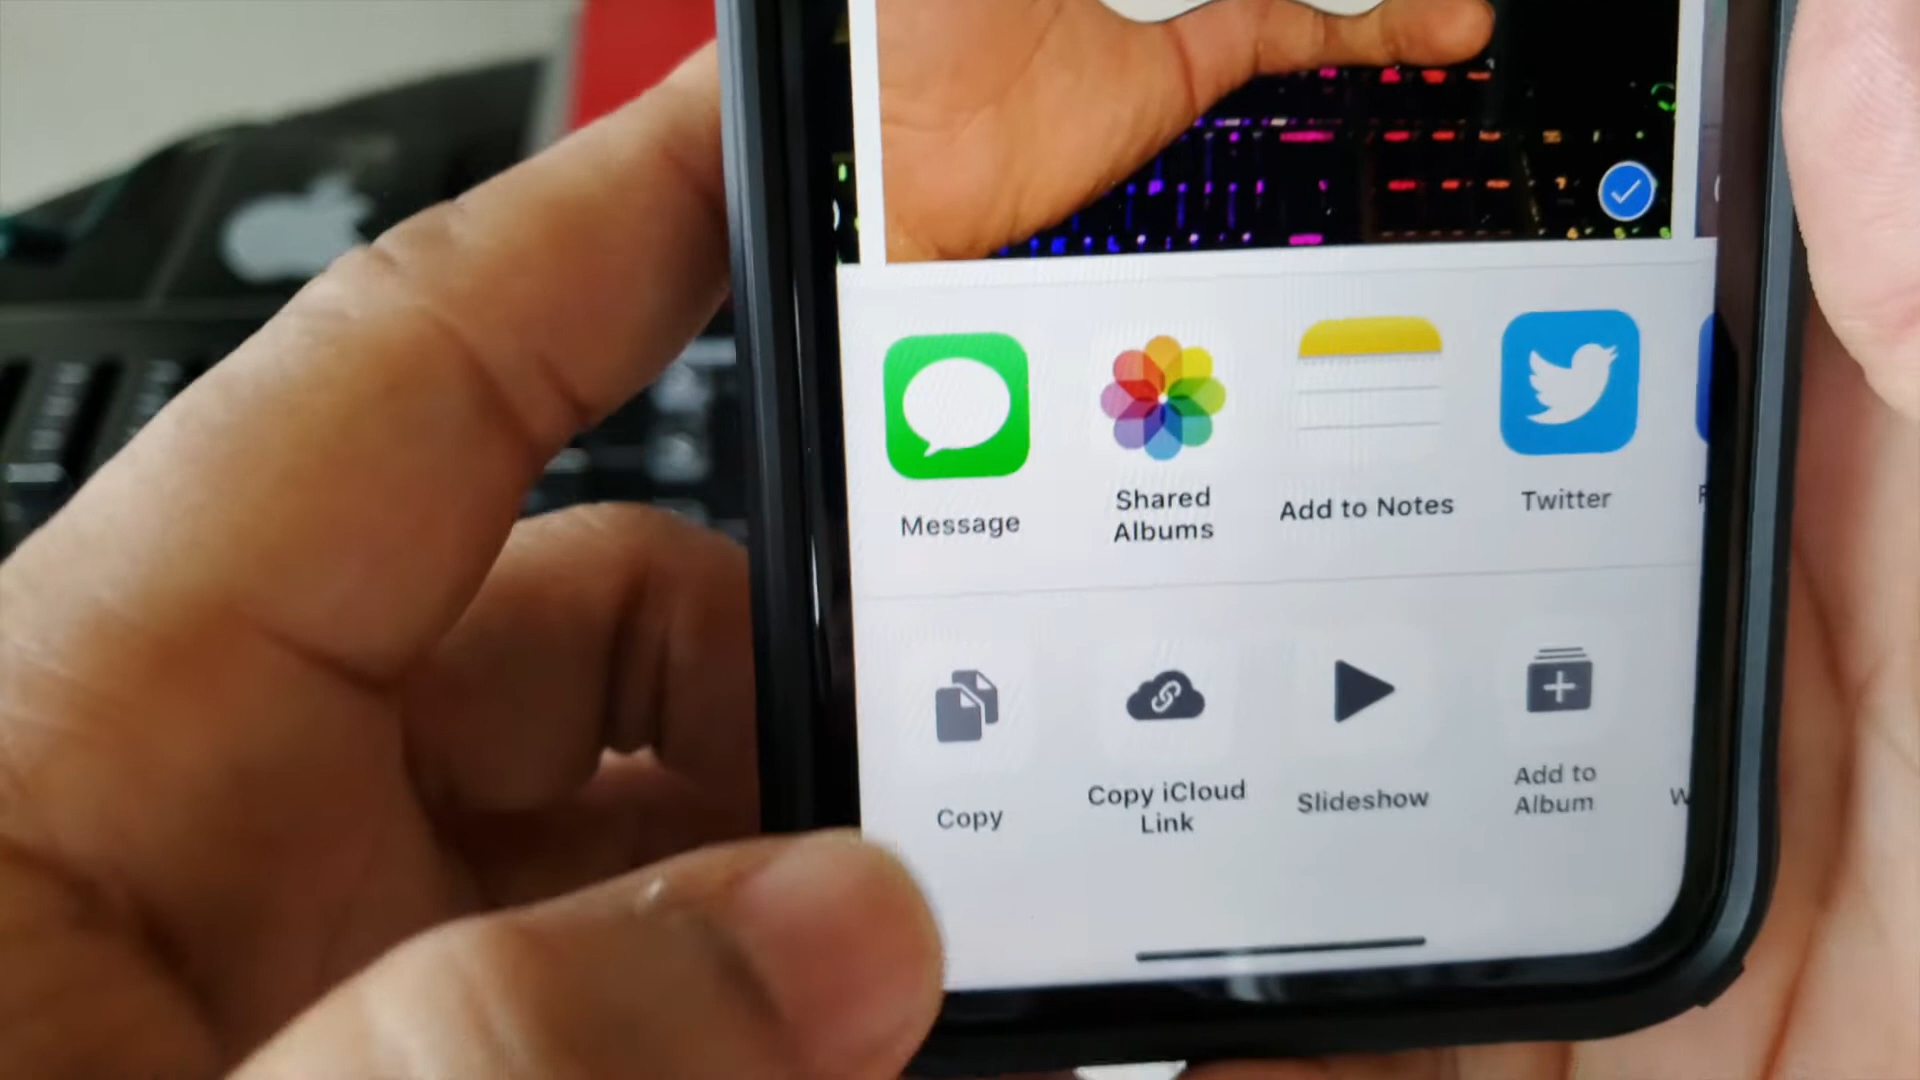 Message
Shared
Albums
Add to Notes
Twitter
Copy
Copy iCloud
Link
Slideshow
Add to
Album